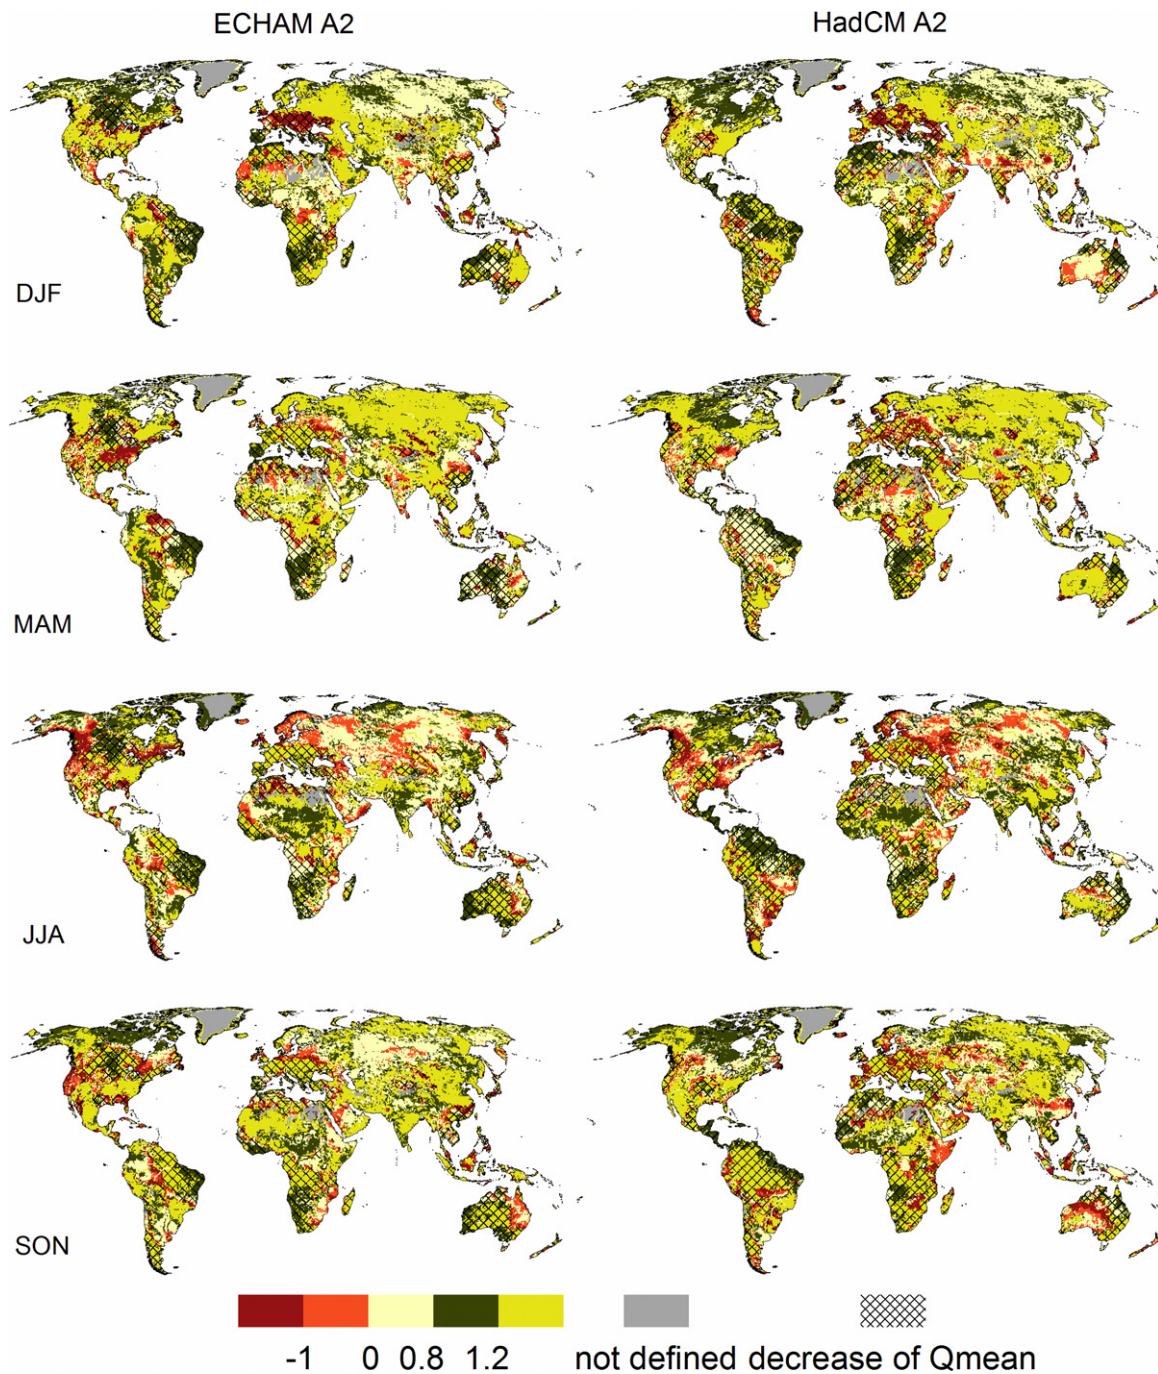 ECHAM A2 HadCM A2
DJF
MAM
JJA
SON
-1 0 0.8 1.2 not defined decrease of Qmean